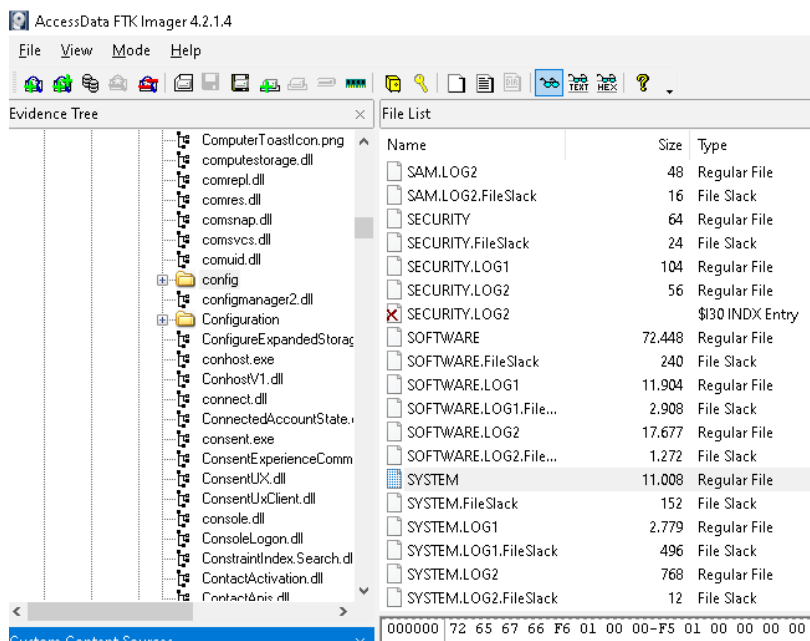 AccessData FTK Imager 4.2.1.4
File View Mode Help
Evidence Tree
ComputerToastIcon.png
computestorage.dll
comrepl.dll
comres.dll
comsnap.dll
comsvcs.dll
comuid.dll
config
configmanager2.dll
Configuration
ConfigureExpandedStorag
conhost.exe
ConhostV1.dll
connect.dll
ConnectedAccountState.
consent.exe
ConsentExperienceComm
ConsentUX.dll
ConsentUxClient.dll
console.dll
ConsoleLogon.dll
ConstraintIndex.Search.dl
ContactActivation.dll
ContactApis.dll
Custom Content Sources
File List
Name Size Type
SAM.LOG2 48 Regular File
SAM.LOG2.FileSlack 16 File Slack
SECURITY 64 Regular File
SECURITY.FileSlack 24 File Slack
SECURITY.LOG1 104 Regular File
SECURITY.LOG2 56 Regular File
SECURITY.LOG2 $I30 INDX Entry
SOFTWARE 72.448 Regular File
SOFTWARE.FileSlack 240 File Slack
SOFTWARE.LOG1 11.904 Regular File
SOFTWARE.LOG1.File... 2.908 File Slack
SOFTWARE.LOG2 17.677 Regular File
SOFTWARE.LOG2.File... 1.272 File Slack
SYSTEM 11.008 Regular File
SYSTEM.FileSlack 152 File Slack
SYSTEM.LOG1 2.779 Regular File
SYSTEM.LOG1.FileSlack 496 File Slack
SYSTEM.LOG2 768 Regular File
SYSTEM.LOG2.FileSlack 12 File Slack
000000 72 65 67 66 F6 01 00 00-F5 01 00 00 00 00